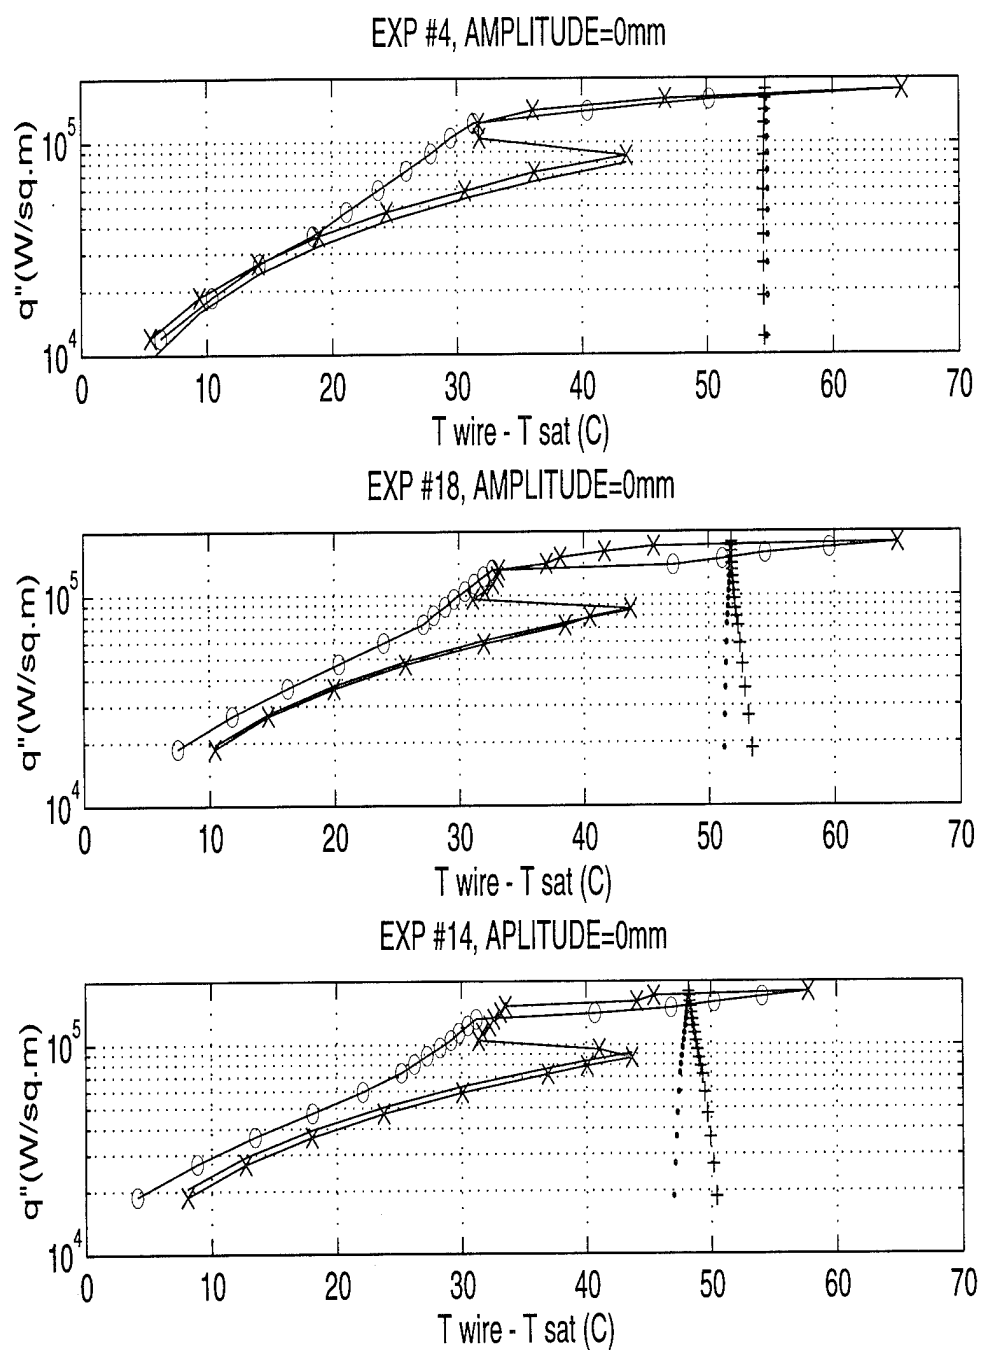 EXP #4, AMPLITUDE=0mm
q"(W/sq.m)
10^5
10^4
0 10 20 30 40 50 60 70
T wire - T sat (C)
EXP #18, AMPLITUDE=0mm
q"(W/sq.m)
10^5
10^4
0 10 20 30 40 50 60 70
T wire - T sat (C)
EXP #14, APLITUDE=0mm
q"(W/sq.m)
10^5
10^4
0 10 20 30 40 50 60 70
T wire - T sat (C)